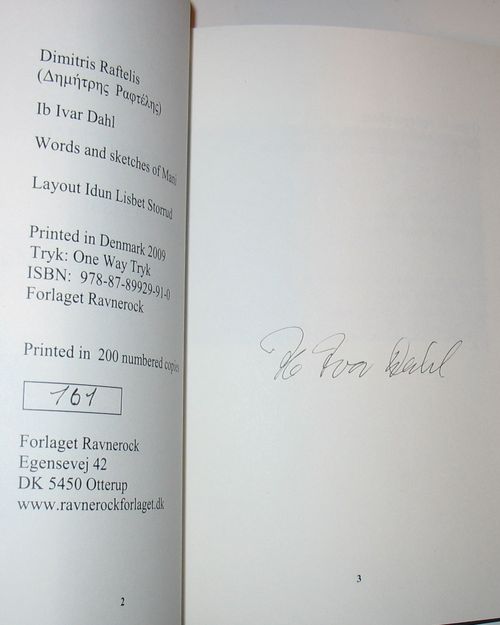 Dimitris Raftelis
(Δημήτρης Ραφτέλης)
Ib Ivar Dahl
Words and sketches of Mani
Layout Idun Lisbet Storrud
Printed in Denmark 2009
Tryk: One Way Tryk
ISBN: 978-87-89929-91-0
Forlaget Ravnerock
Printed in 200 numbered copies
161
Forlaget Ravnerock
Egensevej 42
DK 5450 Otterup
www.ravnerockforlaget.dk
2
Ib Ivar Dahl
3